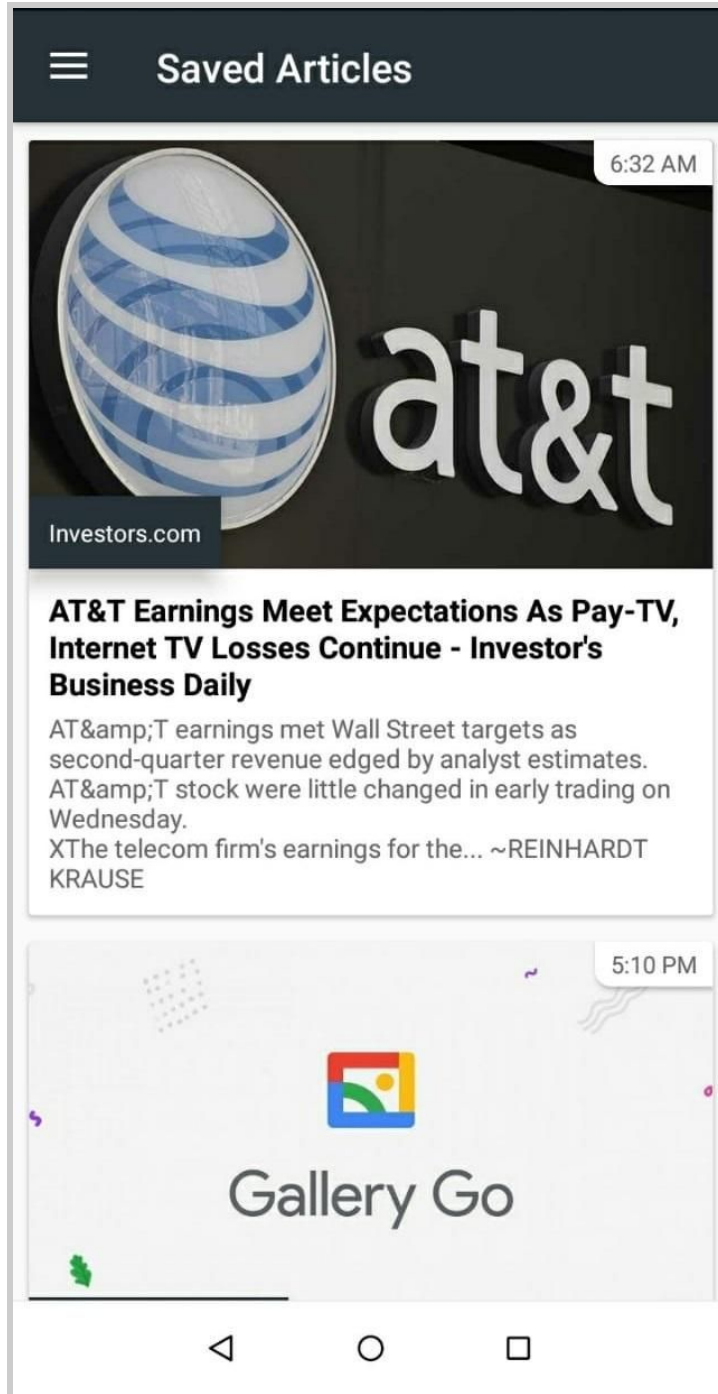 Saved Articles
6:32 AM
at&t
Investors.com
AT&T Earnings Meet Expectations As Pay-TV,
Internet TV Losses Continue - Investor's
Business Daily
AT&amp;T earnings met Wall Street targets as
second-quarter revenue edged by analyst estimates.
AT&amp;T stock were little changed in early trading on
Wednesday.
XThe telecom firm's earnings for the... ~REINHARDT
KRAUSE
5:10 PM
Gallery Go